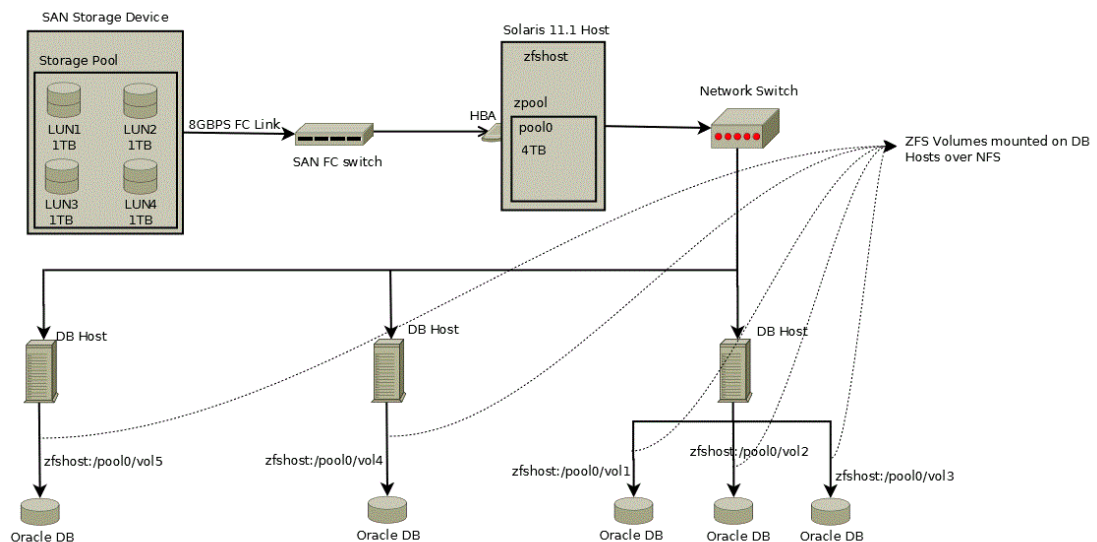 SAN Storage Device
Storage Pool
LUN1
1TB
LUN2
1TB
LUN3
1TB
LUN4
1TB
8GBPS FC Link
SAN FC switch
HBA
Solaris 11.1 Host
zfshost
zpool
pool0
4TB
Network Switch
ZFS Volumes mounted on DB
Hosts over NFS
DB Host
DB Host
DB Host
zfshost:/pool0/vol5
zfshost:/pool0/vol4
zfshost:/pool0/vol1
zfshost:/pool0/vol2
zfshost:/pool0/vol3
Oracle DB
Oracle DB
Oracle DB
Oracle DB
Oracle DB